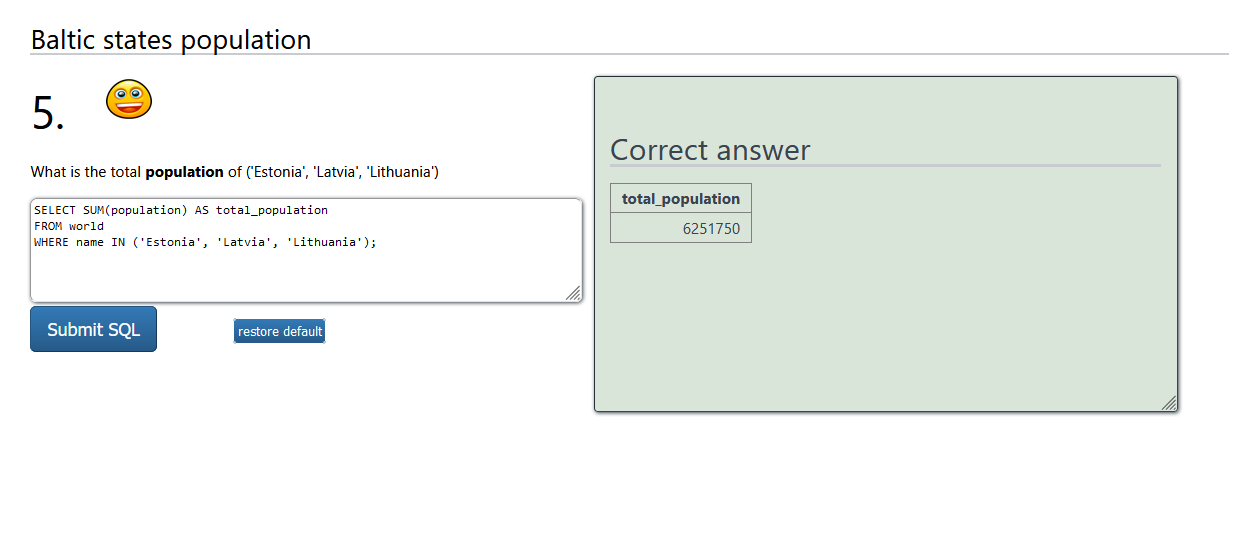 Baltic states population
5.
What is the total population of ('Estonia', 'Latvia', 'Lithuania')
SELECT SUM(population) AS total_population
FROM world
WHERE name IN ('Estonia', 'Latvia', 'Lithuania');
Submit SQL
restore default
Correct answer
total_population
6251750